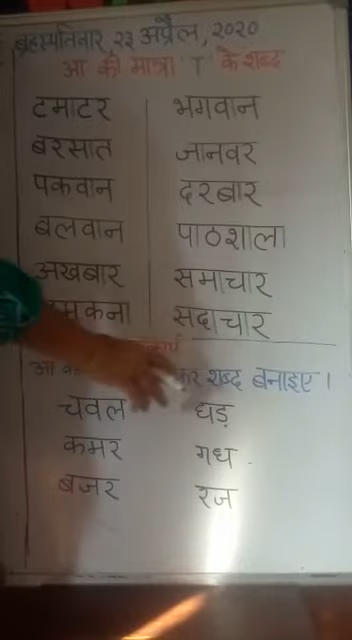 बृहस्पतिवार, २३ अप्रैल, २०२०
आ की मात्रा 'ा' के शब्द
टमाटर भगवान
बरसात जानवर
पकवान दरबार
बलवान पाठशाला
अखबार समाचार
मकना सदाचार
आ शब्द बनाइए ।
चवल घड़
कमर गध
बजर रज